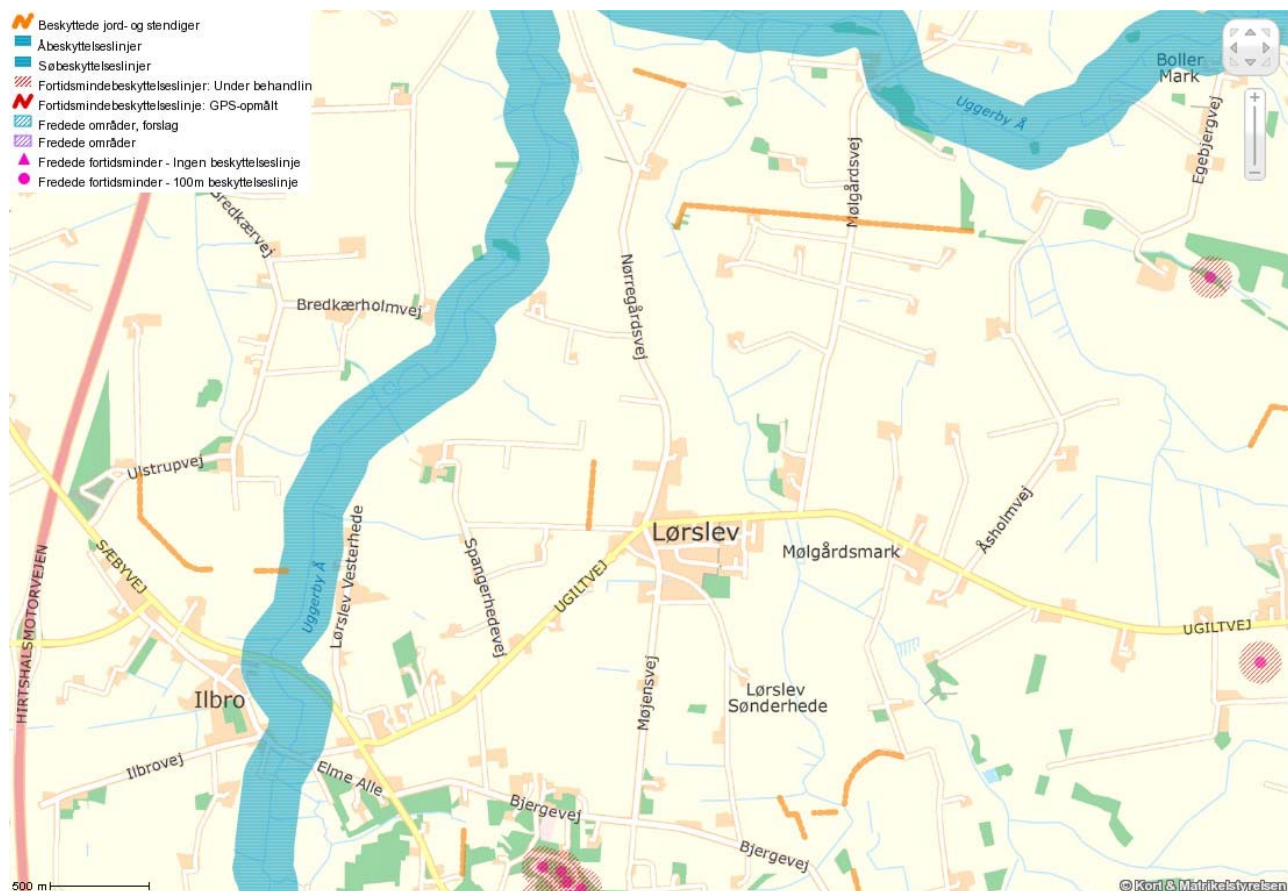 Beskyttede jord- og stendiger
Åbeskyttelseslinjer
Søbeskyttelseslinjer
Fortidsmindebeskyttelseslinjer: Under behandlin
Fortidsmindebeskyttelseslinje: GPS-opmålt
Fredede områder, forslag
Fredede områder
Fredede fortidsminder - Ingen beskyttelseslinje
Fredede fortidsminder - 100m beskyttelseslinje
Boller
Mark
Uggerby Å
Egebjergvej
Mølgårdsvej
Bredkærvej
Nørregårdsvej
Bredkærholmvej
Ulstrupvej
SÆBYVEJ
HIRTSHALSMOTORVEJEN
Uggerby Å
Lørslev Vesterhede
Spangerhedevej
UGILTVEJ
Lørslev
Mølgårdsmark
Åsholmvej
UGILTVEJ
Ilbro
Møjensvej
Lørslev
Sønderhede
Ilbrovej
Elme Alle
Bjergevej
Bjergevej
500 m
© Kort & Matrikelstyrelsen